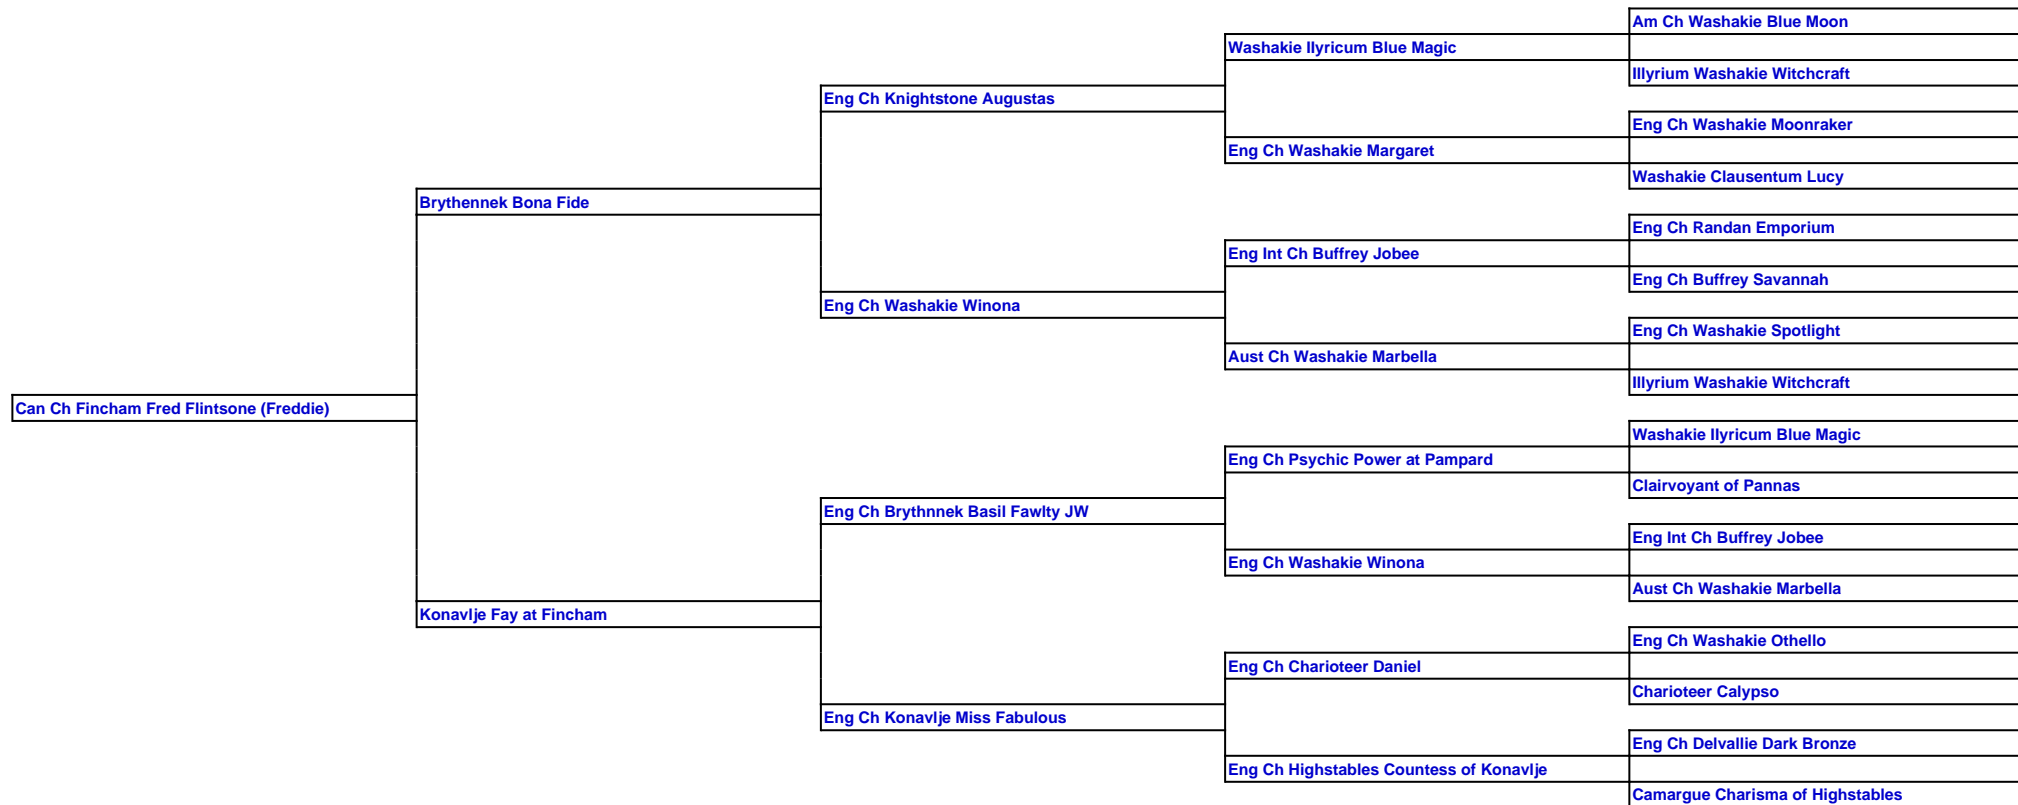 Am Ch Washakie Blue Moon
Washakie Ilyricum Blue Magic
Illyrium Washakie Witchcraft
Eng Ch Knightstone Augustas
Eng Ch Washakie Moonraker
Eng Ch Washakie Margaret
Washakie Clausentum Lucy
Brythennek Bona Fide
Eng Ch Randan Emporium
Eng Int Ch Buffrey Jobee
Eng Ch Buffrey Savannah
Eng Ch Washakie Winona
Eng Ch Washakie Spotlight
Aust Ch Washakie Marbella
Illyrium Washakie Witchcraft
Can Ch Fincham Fred Flintsone (Freddie)
Washakie Ilyricum Blue Magic
Eng Ch Psychic Power at Pampard
Clairvoyant of Pannas
Eng Ch Brythnnek Basil Fawlty JW
Eng Int Ch Buffrey Jobee
Eng Ch Washakie Winona
Aust Ch Washakie Marbella
Konavlje Fay at Fincham
Eng Ch Washakie Othello
Eng Ch Charioteer Daniel
Charioteer Calypso
Eng Ch Konavlje Miss Fabulous
Eng Ch Delvallie Dark Bronze
Eng Ch Highstables Countess of Konavlje
Camargue Charisma of Highstables